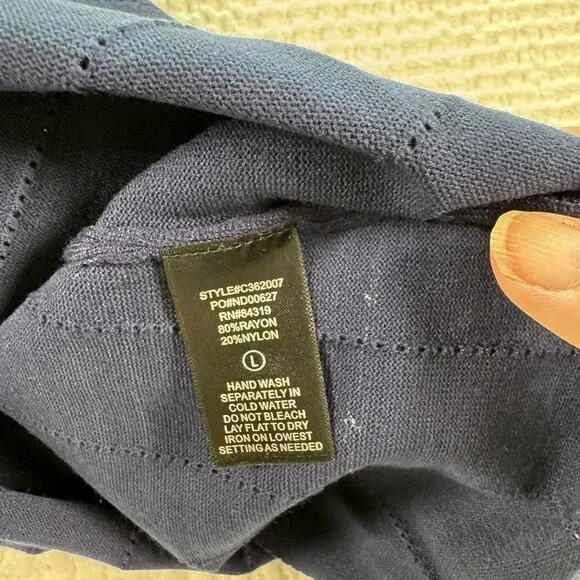 STYLE#C362007
PO#ND00627
RN#84319
80%RAYON
20%NYLON
L
HAND WASH
SEPARATELY IN
COLD WATER
DO NOT BLEACH
LAY FLAT TO DRY
IRON ON LOWEST
SETTING AS NEEDED